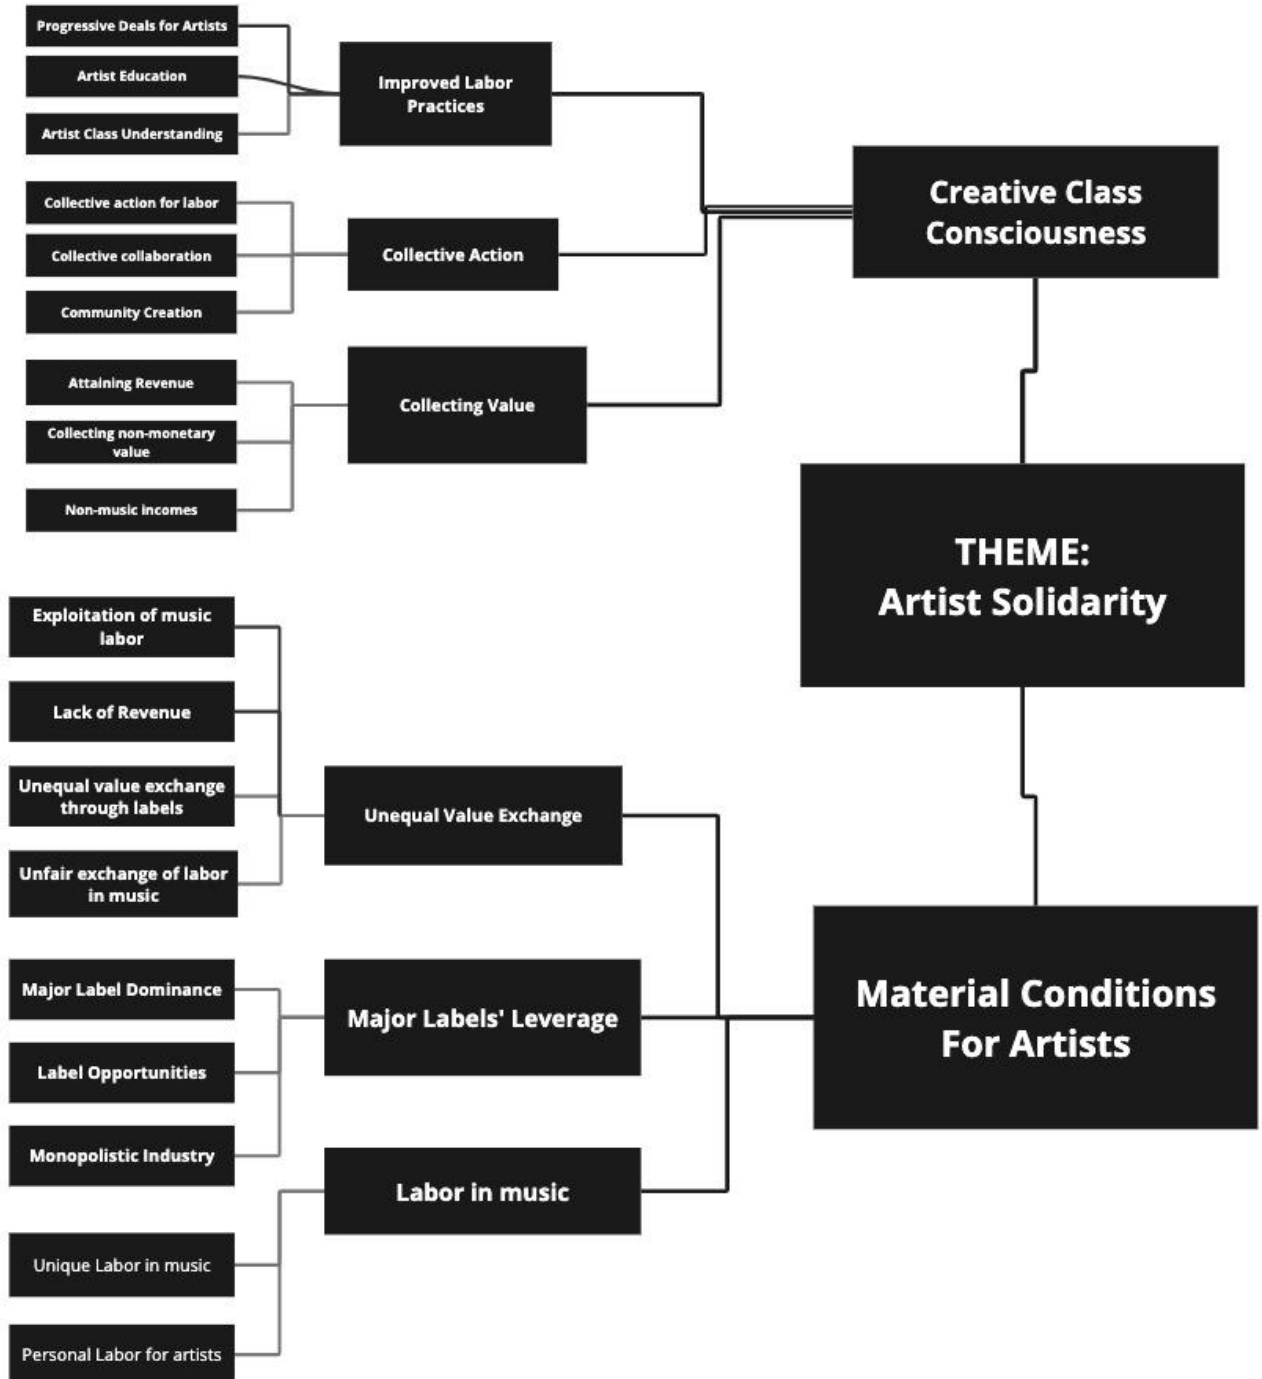 Progressive Deals for Artists
Artist Education
Artist Class Understanding
Improved Labor
Practices
Collective action for labor
Collective collaboration
Community Creation
Collective Action
Attaining Revenue
Collecting non-monetary
value
Non-music incomes
Collecting Value
Creative Class
Consciousness
THEME:
Artist Solidarity
Exploitation of music
labor
Lack of Revenue
Unequal value exchange
through labels
Unfair exchange of labor
in music
Unequal Value Exchange
Major Label Dominance
Label Opportunities
Monopolistic Industry
Major Labels' Leverage
Unique Labor in music
Personal Labor for artists
Labor in music
Material Conditions
For Artists